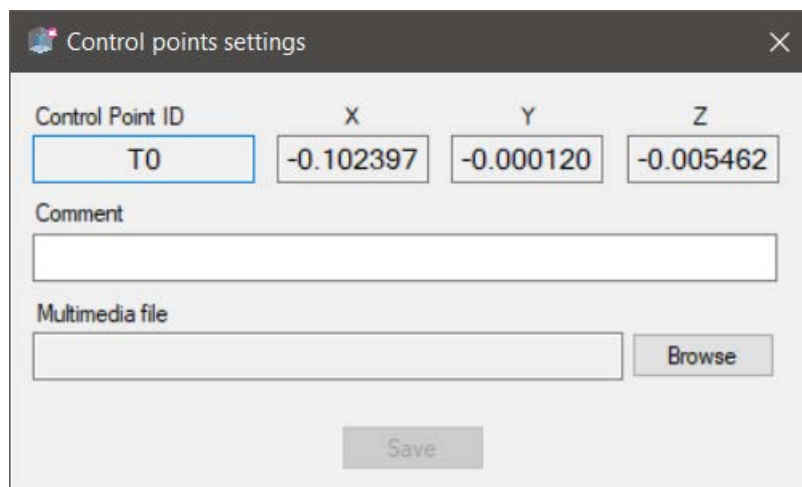 Control points settings
Control Point ID X Y Z
T0 -0.102397 -0.000120 -0.005462
Comment
Multimedia file
Browse
Save